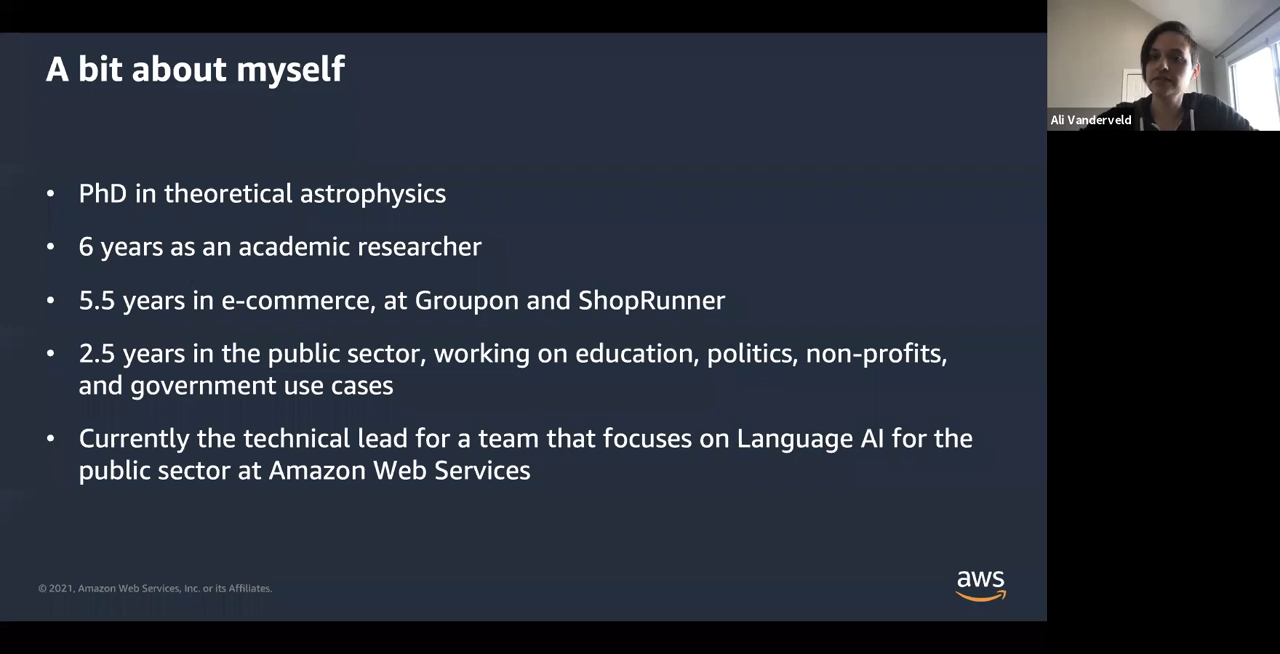 A bit about myself
• PhD in theoretical astrophysics
• 6 years as an academic researcher
• 5.5 years in e-commerce, at Groupon and ShopRunner
• 2.5 years in the public sector, working on education, politics, non-profits,
and government use cases
• Currently the technical lead for a team that focuses on Language AI for the
public sector at Amazon Web Services
© 2021, Amazon Web Services, Inc. or its Affiliates.
aws
Ali Vanderveld